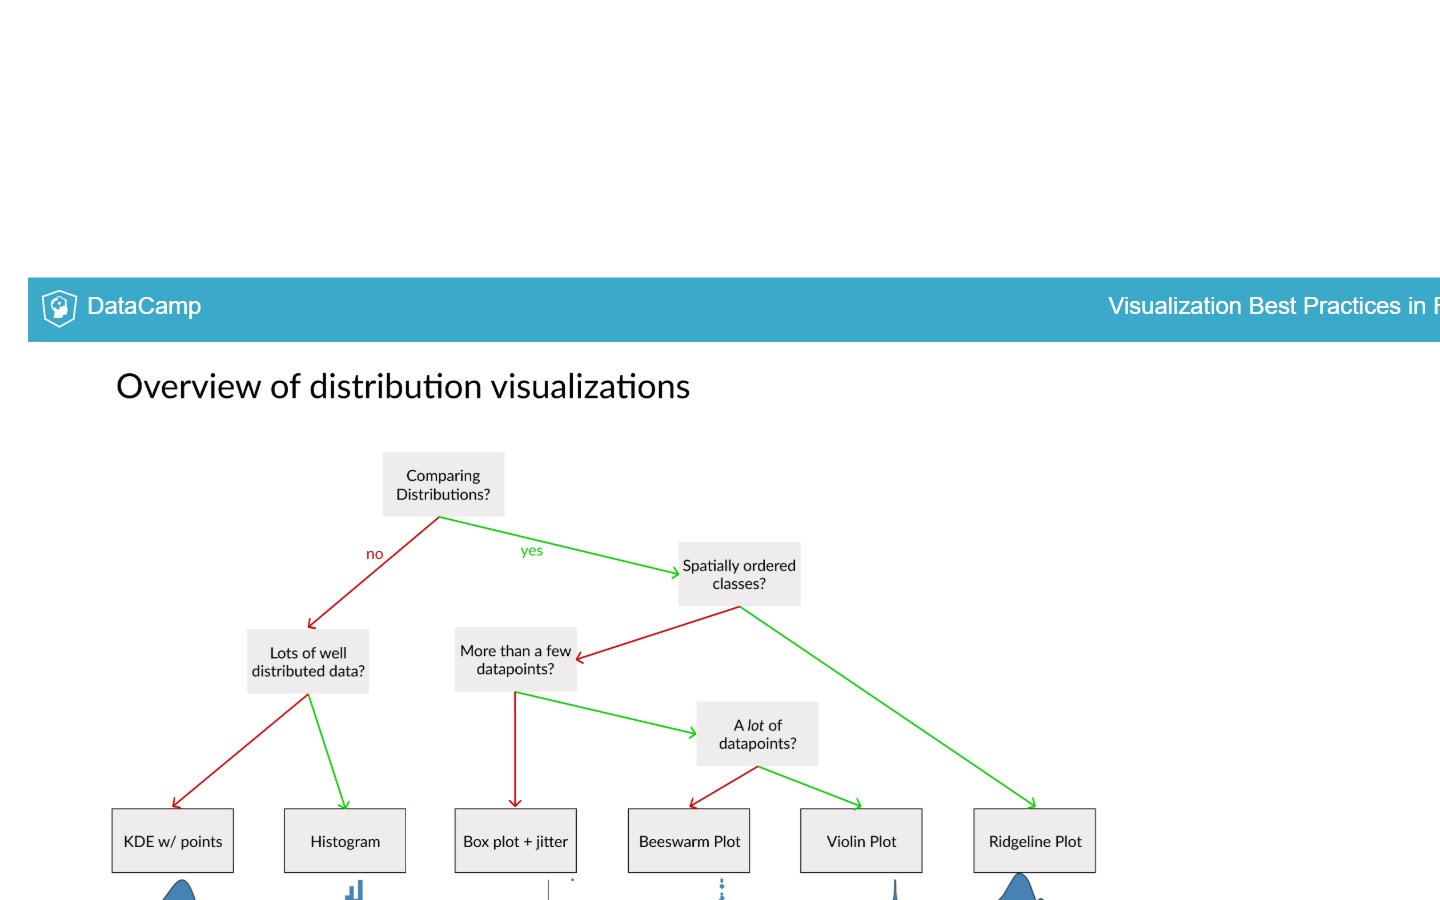 DataCamp
Visualization Best Practices in
Overview of distribution visualizations
Comparing
Distributions?
no
yes
Spatially ordered
classes?
Lots of well
distributed data?
More than a few
datapoints?
A lot of
datapoints?
KDE w/ points
Histogram
Box plot + jitter
Beeswarm Plot
Violin Plot
Ridgeline Plot